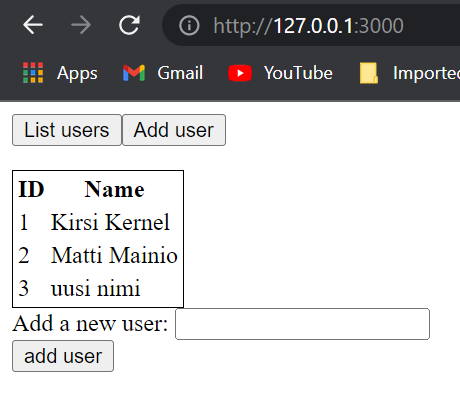 http://127.0.0.1:3000
Apps Gmail YouTube Imported
List users Add user
ID Name
1 Kirsi Kernel
2 Matti Mainio
3 uusi nimi
Add a new user:
add user